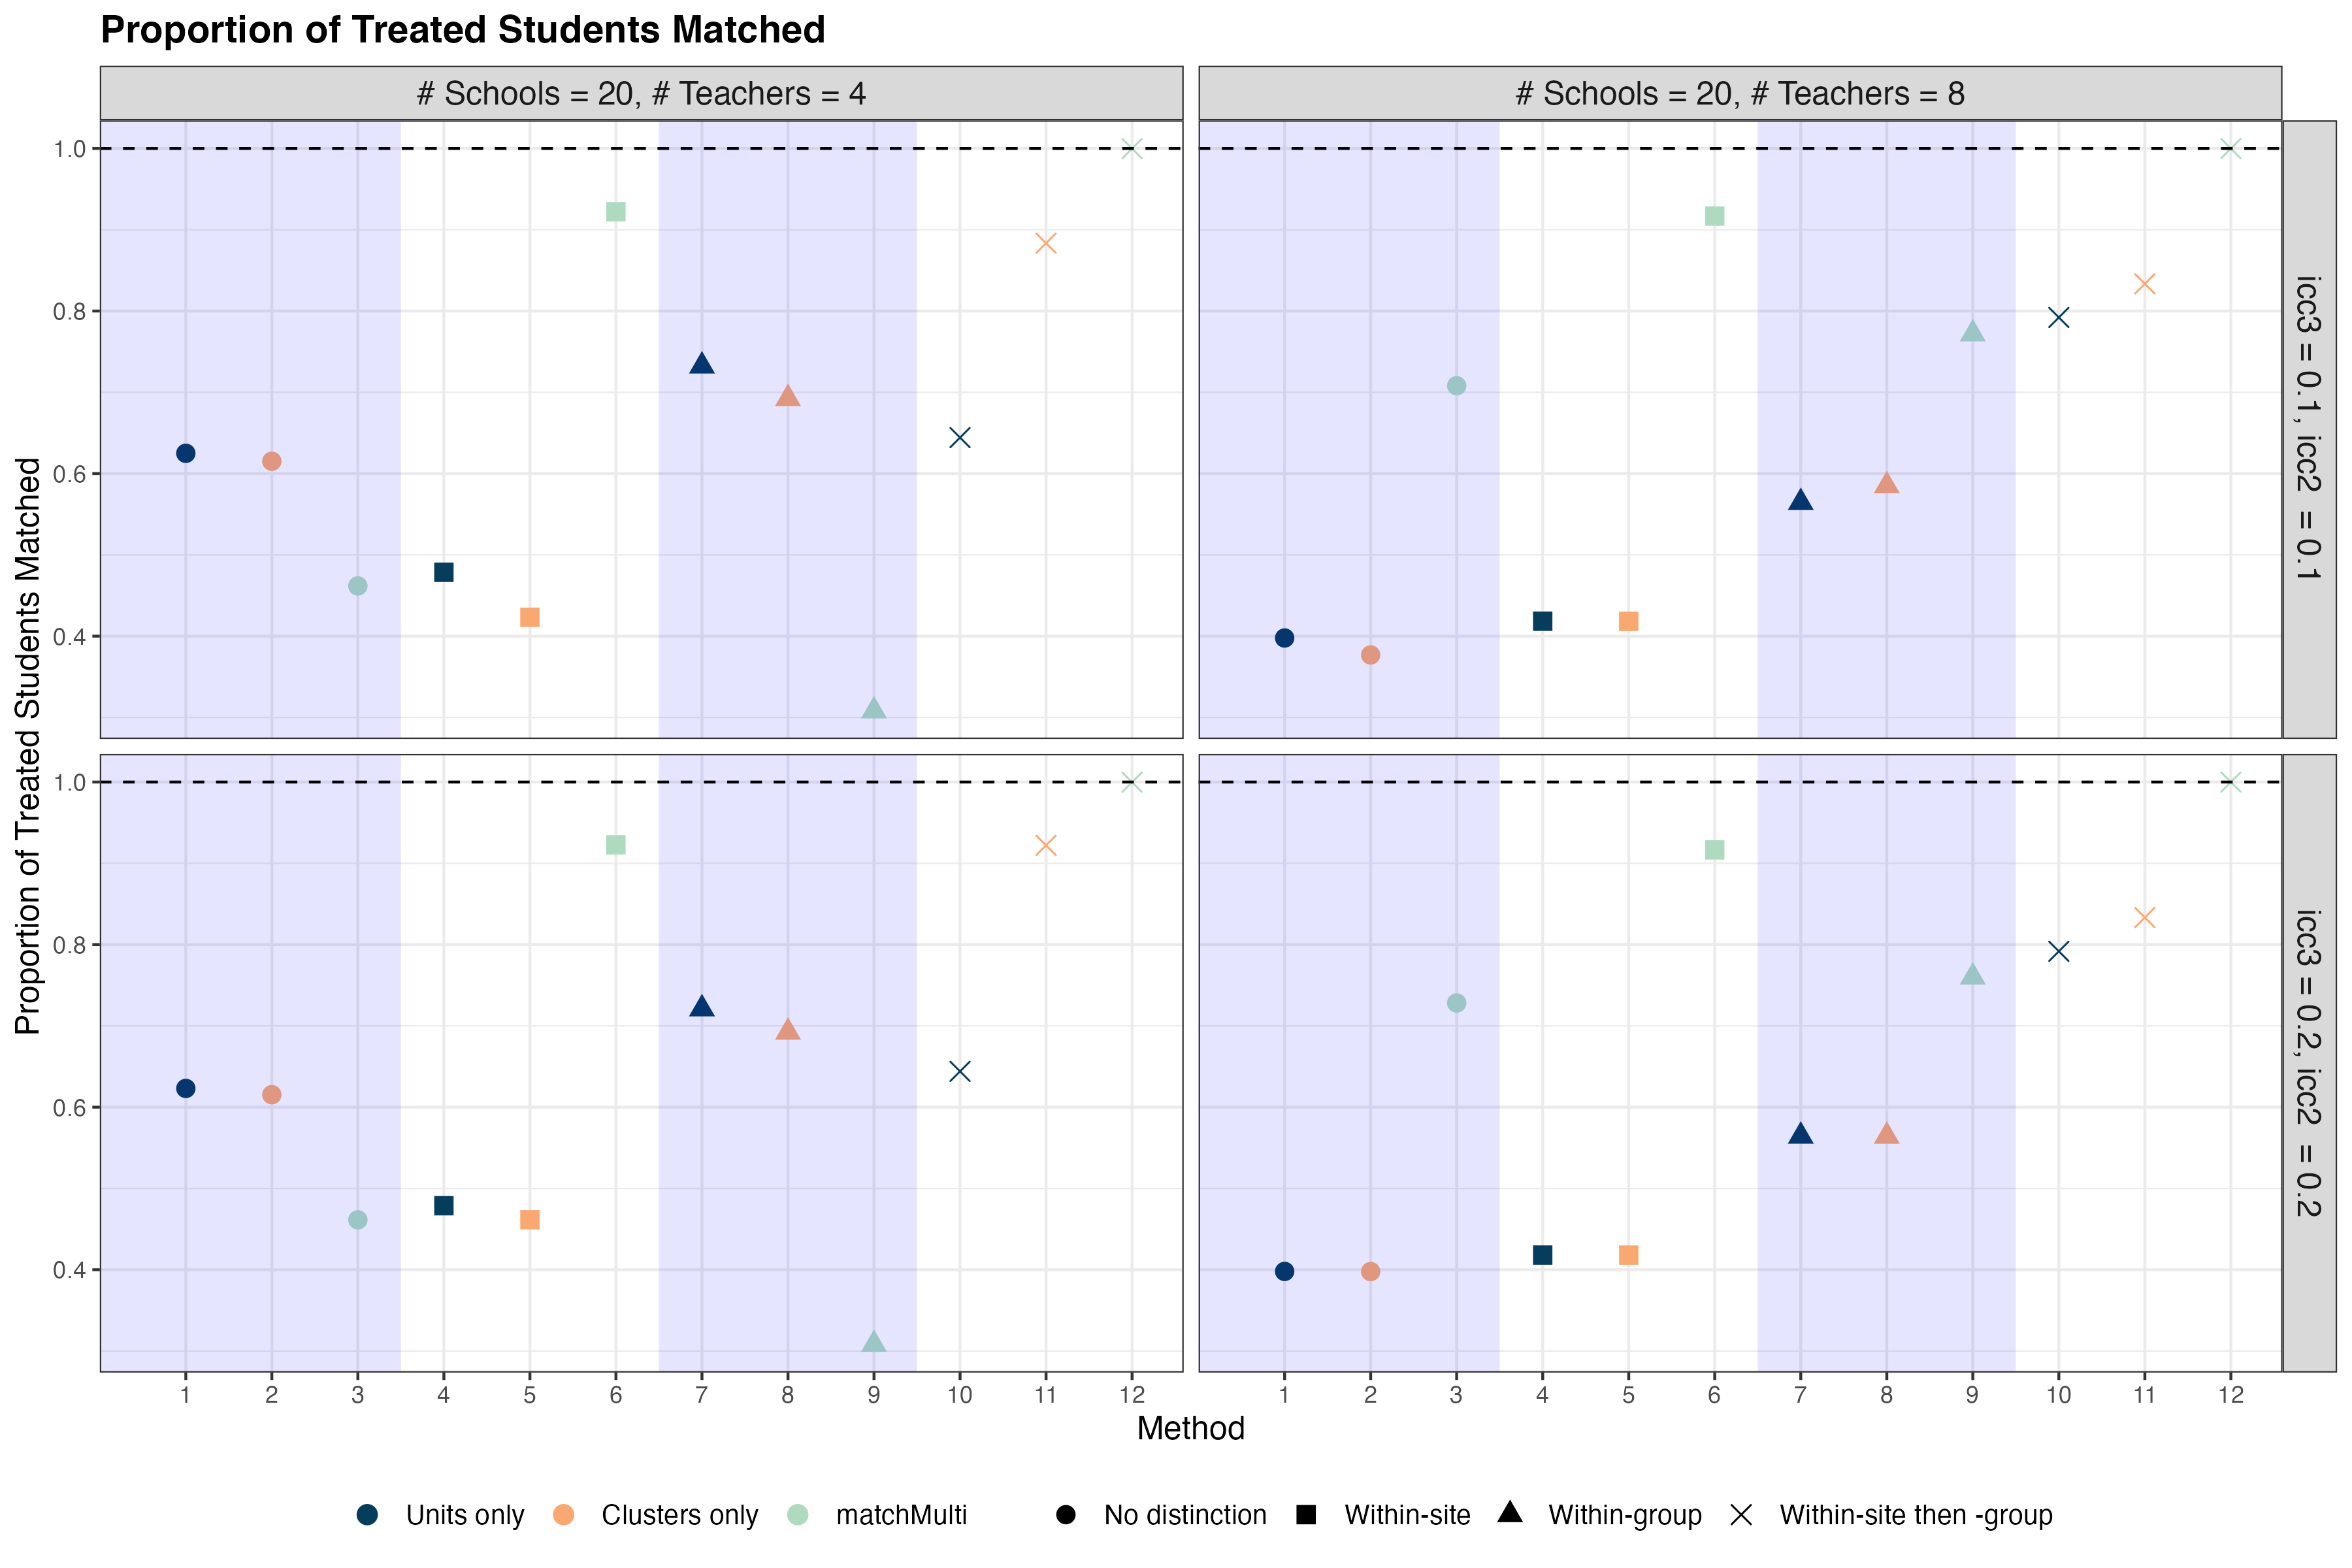 Proportion of Treated Students Matched
# Schools = 20, # Teachers = 4
# Schools = 20, # Teachers = 8
Proportion of Treated Students Matched
1.0
0.8
0.6
0.4
icc3 = 0.1, icc2 = 0.1
1.0
0.8
0.6
0.4
icc3 = 0.2, icc2 = 0.2
1 2 3 4 5 6 7 8 9 10 11 12
1 2 3 4 5 6 7 8 9 10 11 12
Method
Units only Clusters only matchMulti No distinction Within-site Within-group Within-site then -group